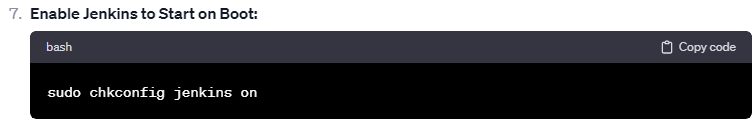 7. Enable Jenkins to Start on Boot:
bash Copy code
sudo chkconfig jenkins on